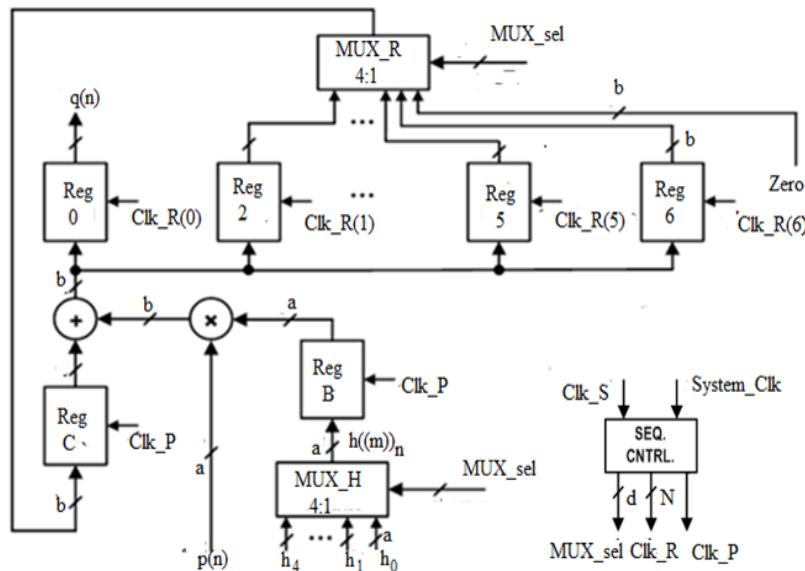 MUX_sel
MUX_R
4:1
b
q(n)
b
Zero
Reg
0
Clk_R(0)
Reg
2
Clk_R(1)
...
...
Reg
5
Clk_R(5)
Reg
6
Clk_R(6)
b
+
b
×
a
Reg
B
Clk_P
Reg
C
Clk_P
a
a
h((m))n
b
MUX_H
4:1
MUX_sel
a
...
p(n)
h4
h1
h0
Clk_S
System_Clk
SEQ.
CNTRL.
d
N
MUX_sel
Clk_R
Clk_P